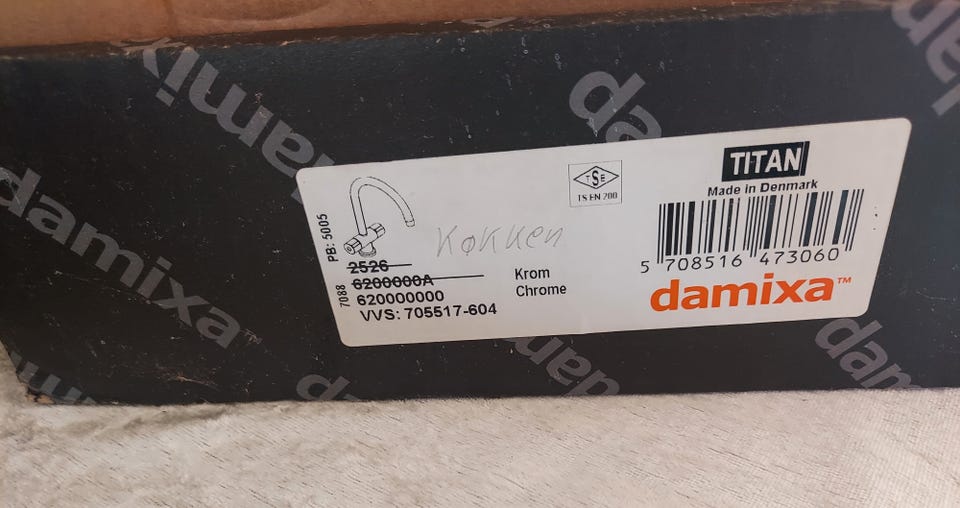 damixa
damixa
damixa
damixa
TITAN
Made in Denmark
TSE
TS EN 200
PB: 5005
7088
Køkken
2526
6200000A
620000000
VVS: 705517-604
Krom
Chrome
5 708516 473060
damixa™